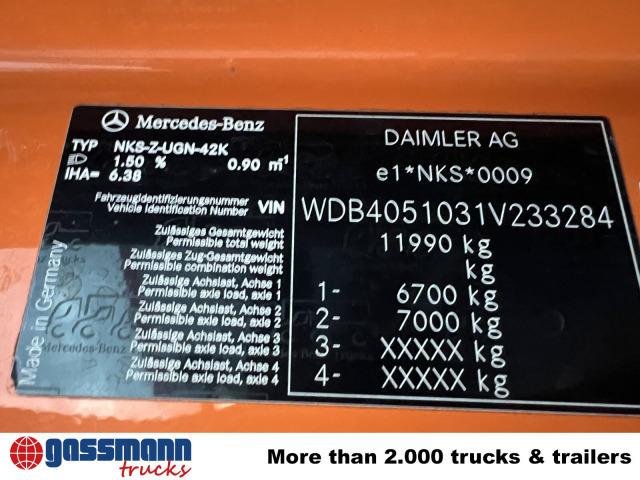 Mercedes-Benz
TYP NKS-Z-UGN-42K
1.50 % 0.90 m⁻¹
IHA= 6.38
Fahrzeugidentifizierungsnummer
Vehicle Identification Number VIN
Zulässiges Gesamtgewicht
Permissible total weight
Zulässiges Zug-Gesamtgewicht
Permissible combination weight
Zulässige Achslast, Achse 1
Permissible axle load, axle 1
Zulässige Achslast, Achse 2
Permissible axle load, axle 2
Zulässige Achslast, Achse 3
Permissible axle load, axle 3
Zulässige Achslast, Achse 4
Permissible axle load, axle 4
Made in Germany
Mercedes-Benz Trucks
DAIMLER AG
e1*NKS*0009
WDB4051031V233284
11990 kg
kg
1- 6700 kg
2- 7000 kg
3- XXXXX kg
4- XXXXX kg
gassmann
trucks
More than 2.000 trucks & trailers